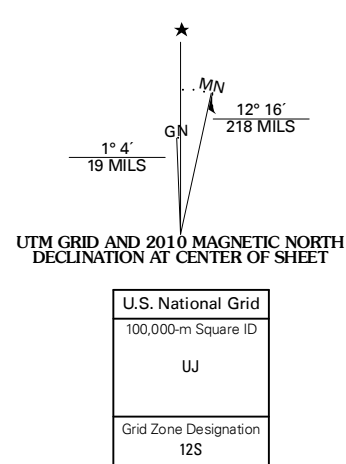 MN
GN
12° 16´
218 MILS
1° 4´
19 MILS
UTM GRID AND 2010 MAGNETIC NORTH
DECLINATION AT CENTER OF SHEET
U.S. National Grid
100,000-m Square ID
UJ
Grid Zone Designation
12S